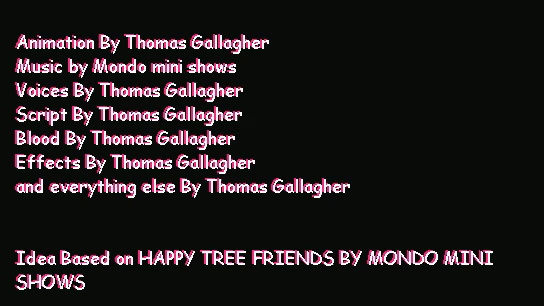 Animation By Thomas Gallagher
Music by Mondo mini shows
Voices By Thomas Gallagher
Script By Thomas Gallagher
Blood By Thomas Gallagher
Effects By Thomas Gallagher
and everything else By Thomas Gallagher
Idea Based on HAPPY TREE FRIENDS BY MONDO MINI
SHOWS